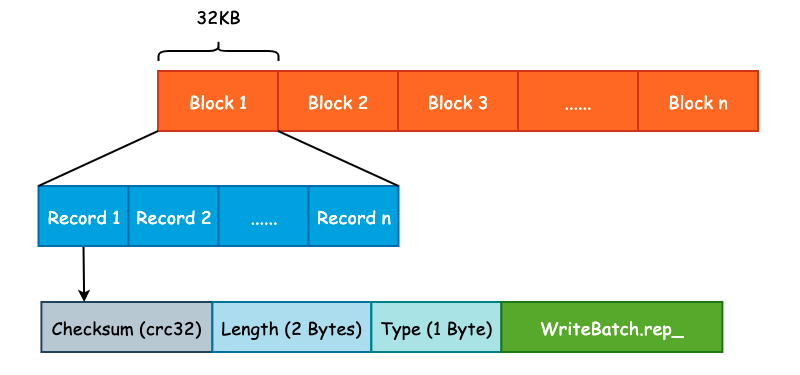 32KB
Block 1
Block 2
Block 3
......
Block n
Record 1
Record 2
......
Record n
Checksum (crc32)
Length (2 Bytes)
Type (1 Byte)
WriteBatch.rep_